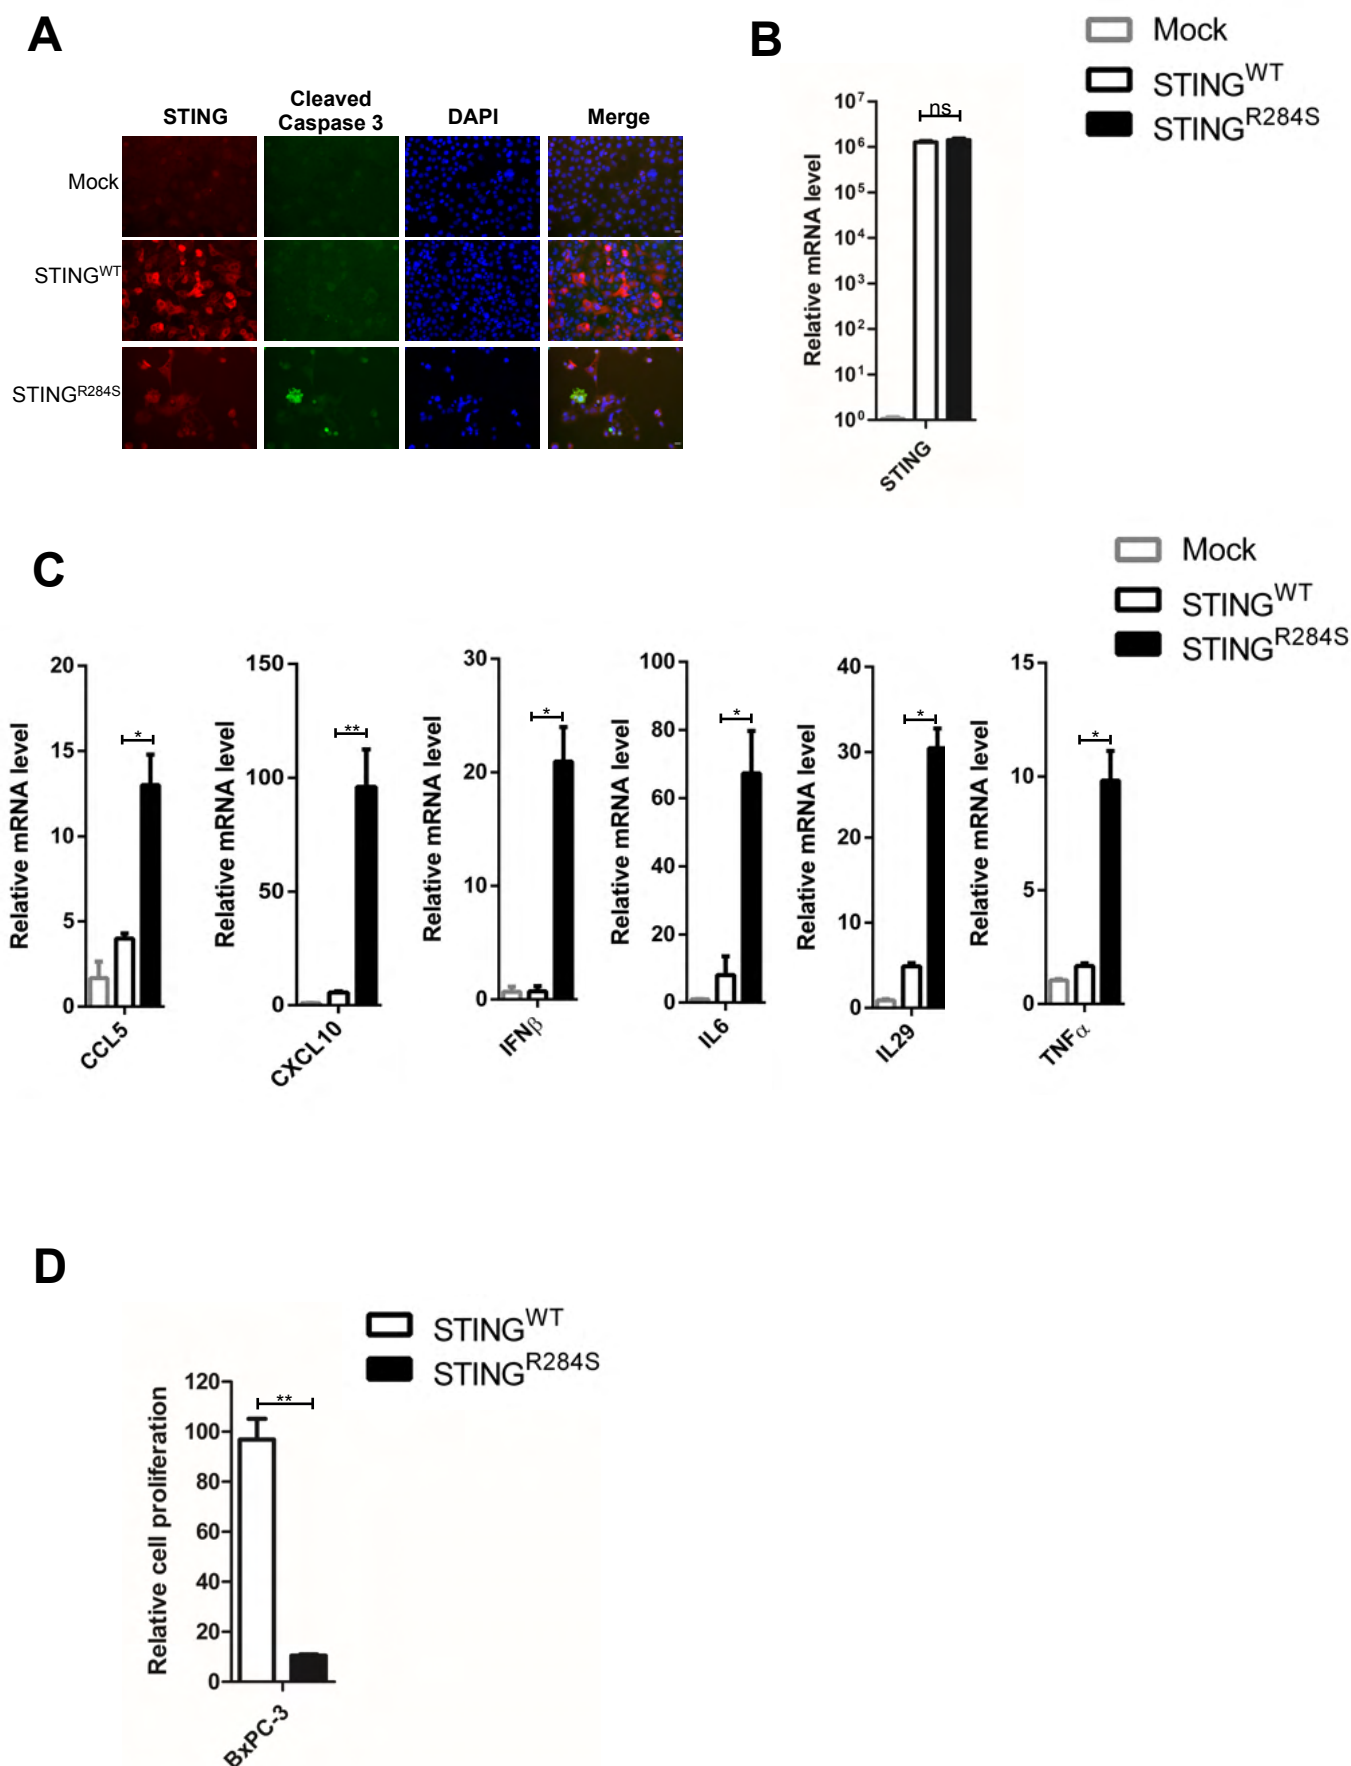 A
STING
Cleaved
Caspase 3
DAPI
Merge
Mock
STINGWT
STINGR284S
B
Mock
STINGWT
STINGR284S
Relative mRNA level
10⁷
10⁶
10⁵
10⁴
10³
10²
10¹
10⁰
ns
STING
C
Mock
STINGWT
STINGR284S
Relative mRNA level
20
15
10
5
0
*
CCL5
Relative mRNA level
150
100
50
0
**
CXCL10
Relative mRNA level
30
20
10
0
*
IFNβ
Relative mRNA level
100
80
60
40
20
0
*
IL6
Relative mRNA level
40
30
20
10
0
*
IL29
Relative mRNA level
15
10
5
0
*
TNFα
D
STINGWT
STINGR284S
Relative cell proliferation
120
100
80
60
40
20
0
**
BxPC-3